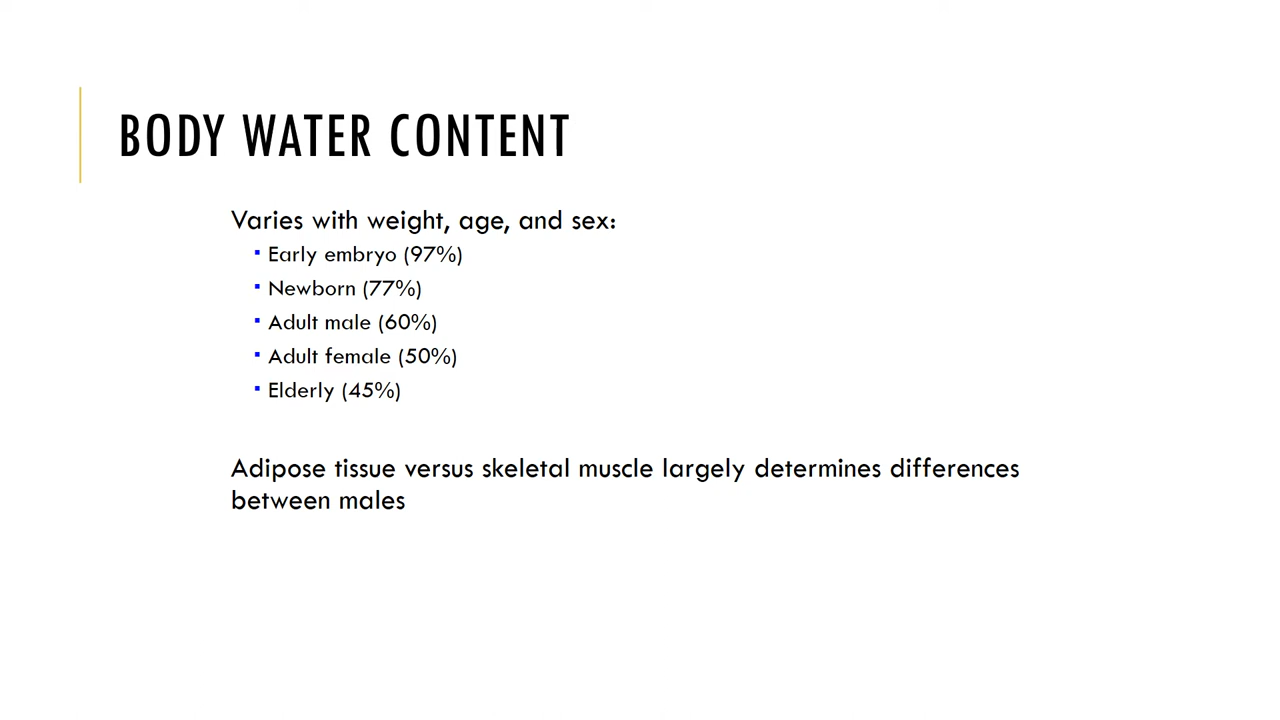 BODY WATER CONTENT
Varies with weight, age, and sex:
▪ Early embryo (97%)
▪ Newborn (77%)
▪ Adult male (60%)
▪ Adult female (50%)
▪ Elderly (45%)
Adipose tissue versus skeletal muscle largely determines differences
between males